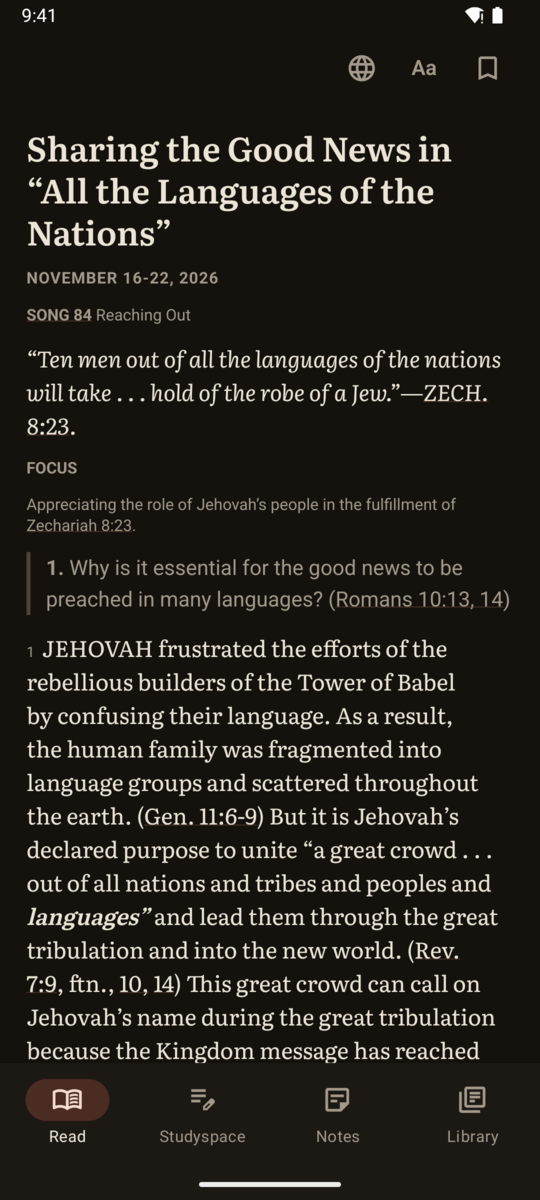 9:41
Aa
Sharing the Good News in
“All the Languages of the
Nations”
NOVEMBER 16-22, 2026
SONG 84 Reaching Out
“Ten men out of all the languages of the nations
will take . . . hold of the robe of a Jew.”—ZECH.
8:23.
FOCUS
Appreciating the role of Jehovah’s people in the fulfillment of
Zechariah 8:23.
1. Why is it essential for the good news to be
preached in many languages? (Romans 10:13, 14)
1 JEHOVAH frustrated the efforts of the
rebellious builders of the Tower of Babel
by confusing their language. As a result,
the human family was fragmented into
language groups and scattered throughout
the earth. (Gen. 11:6-9) But it is Jehovah’s
declared purpose to unite “a great crowd . . .
out of all nations and tribes and peoples and
languages” and lead them through the great
tribulation and into the new world. (Rev.
7:9, ftn., 10, 14) This great crowd can call on
Jehovah’s name during the great tribulation
because the Kingdom message has reached
Read
Studyspace
Notes
Library